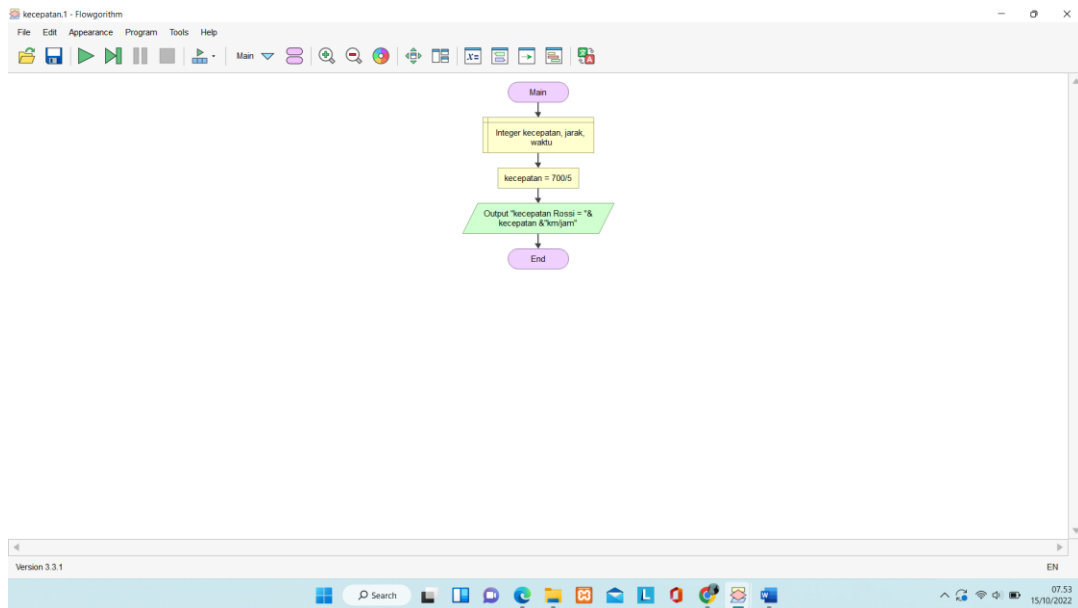 kecepatan.1 - Flowgorithm
File Edit Appearance Program Tools Help
Main
Main
Integer kecepatan, jarak,
waktu
kecepatan = 700/5
Output "kecepatan Rossi = "&
kecepatan &"km/jam"
End
Version 3.3.1
EN
Search
07.53
15/10/2022